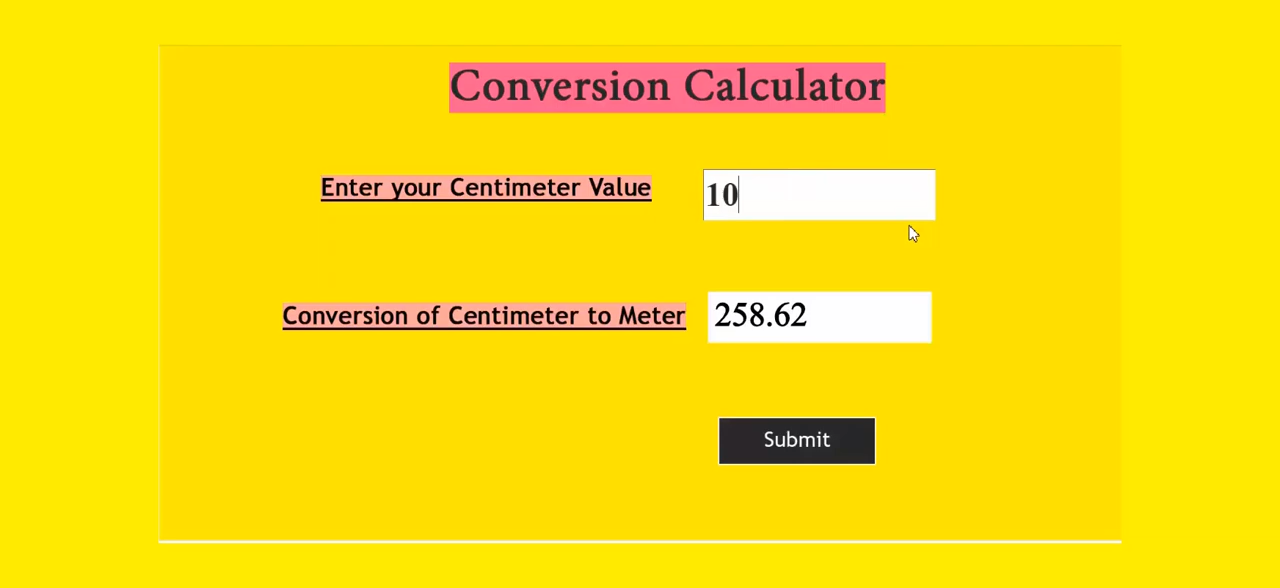 Conversion Calculator
Enter your Centimeter Value 10
Conversion of Centimeter to Meter 258.62
Submit